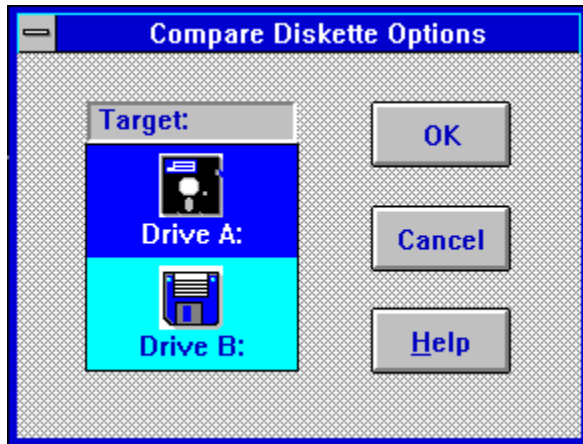 Compare Diskette Options
Target:
Drive A:
Drive B:
OK
Cancel
Help